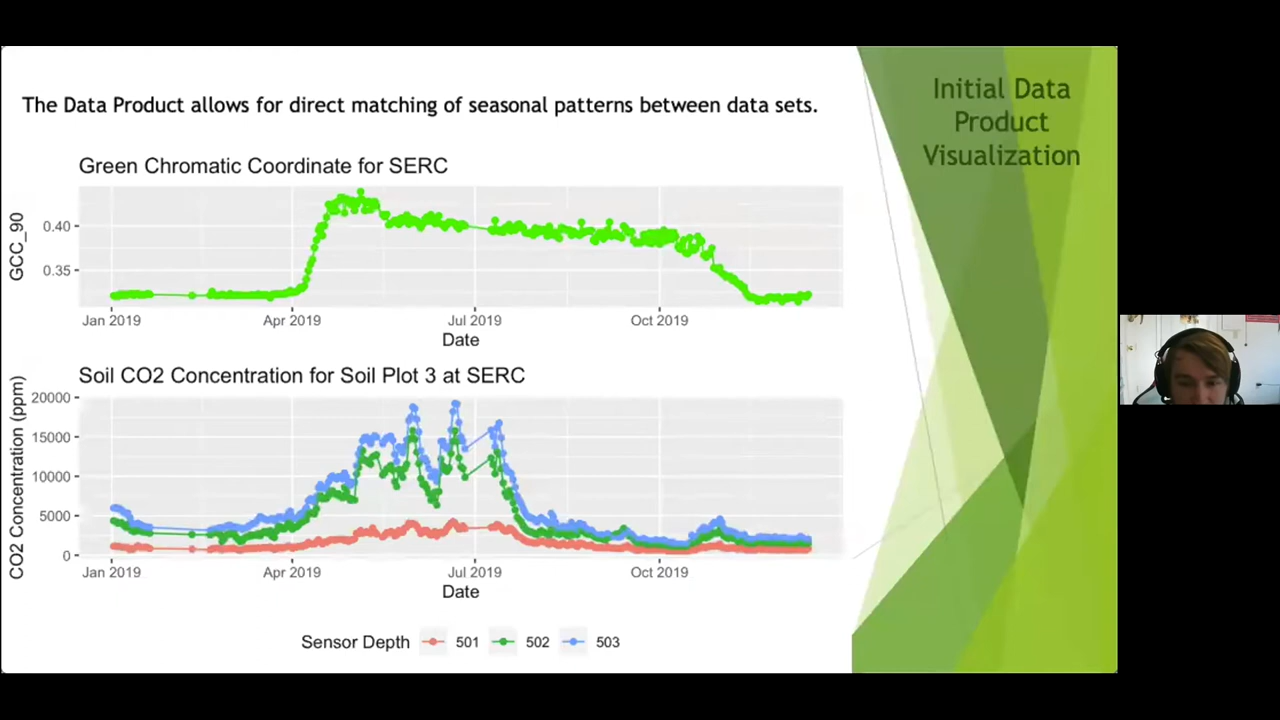 The Data Product allows for direct matching of seasonal patterns between data sets.
Initial Data
Product
Visualization
Green Chromatic Coordinate for SERC
GCC_90
0.40
0.35
Jan 2019 Apr 2019 Jul 2019 Oct 2019
Date
Soil CO2 Concentration for Soil Plot 3 at SERC
CO2 Concentration (ppm)
20000
15000
10000
5000
0
Jan 2019 Apr 2019 Jul 2019 Oct 2019
Date
Sensor Depth 501 502 503